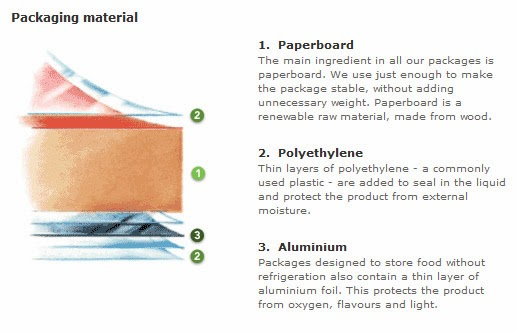 Packaging material
1. Paperboard
The main ingredient in all our packages is
paperboard. We use just enough to make
the package stable, without adding
unnecessary weight. Paperboard is a
renewable raw material, made from wood.
2
1
2. Polyethylene
Thin layers of polyethylene - a commonly
used plastic - are added to seal in the liquid
and protect the product from external
moisture.
3
2
3. Aluminium
Packages designed to store food without
refrigeration also contain a thin layer of
aluminium foil. This protects the product
from oxygen, flavours and light.